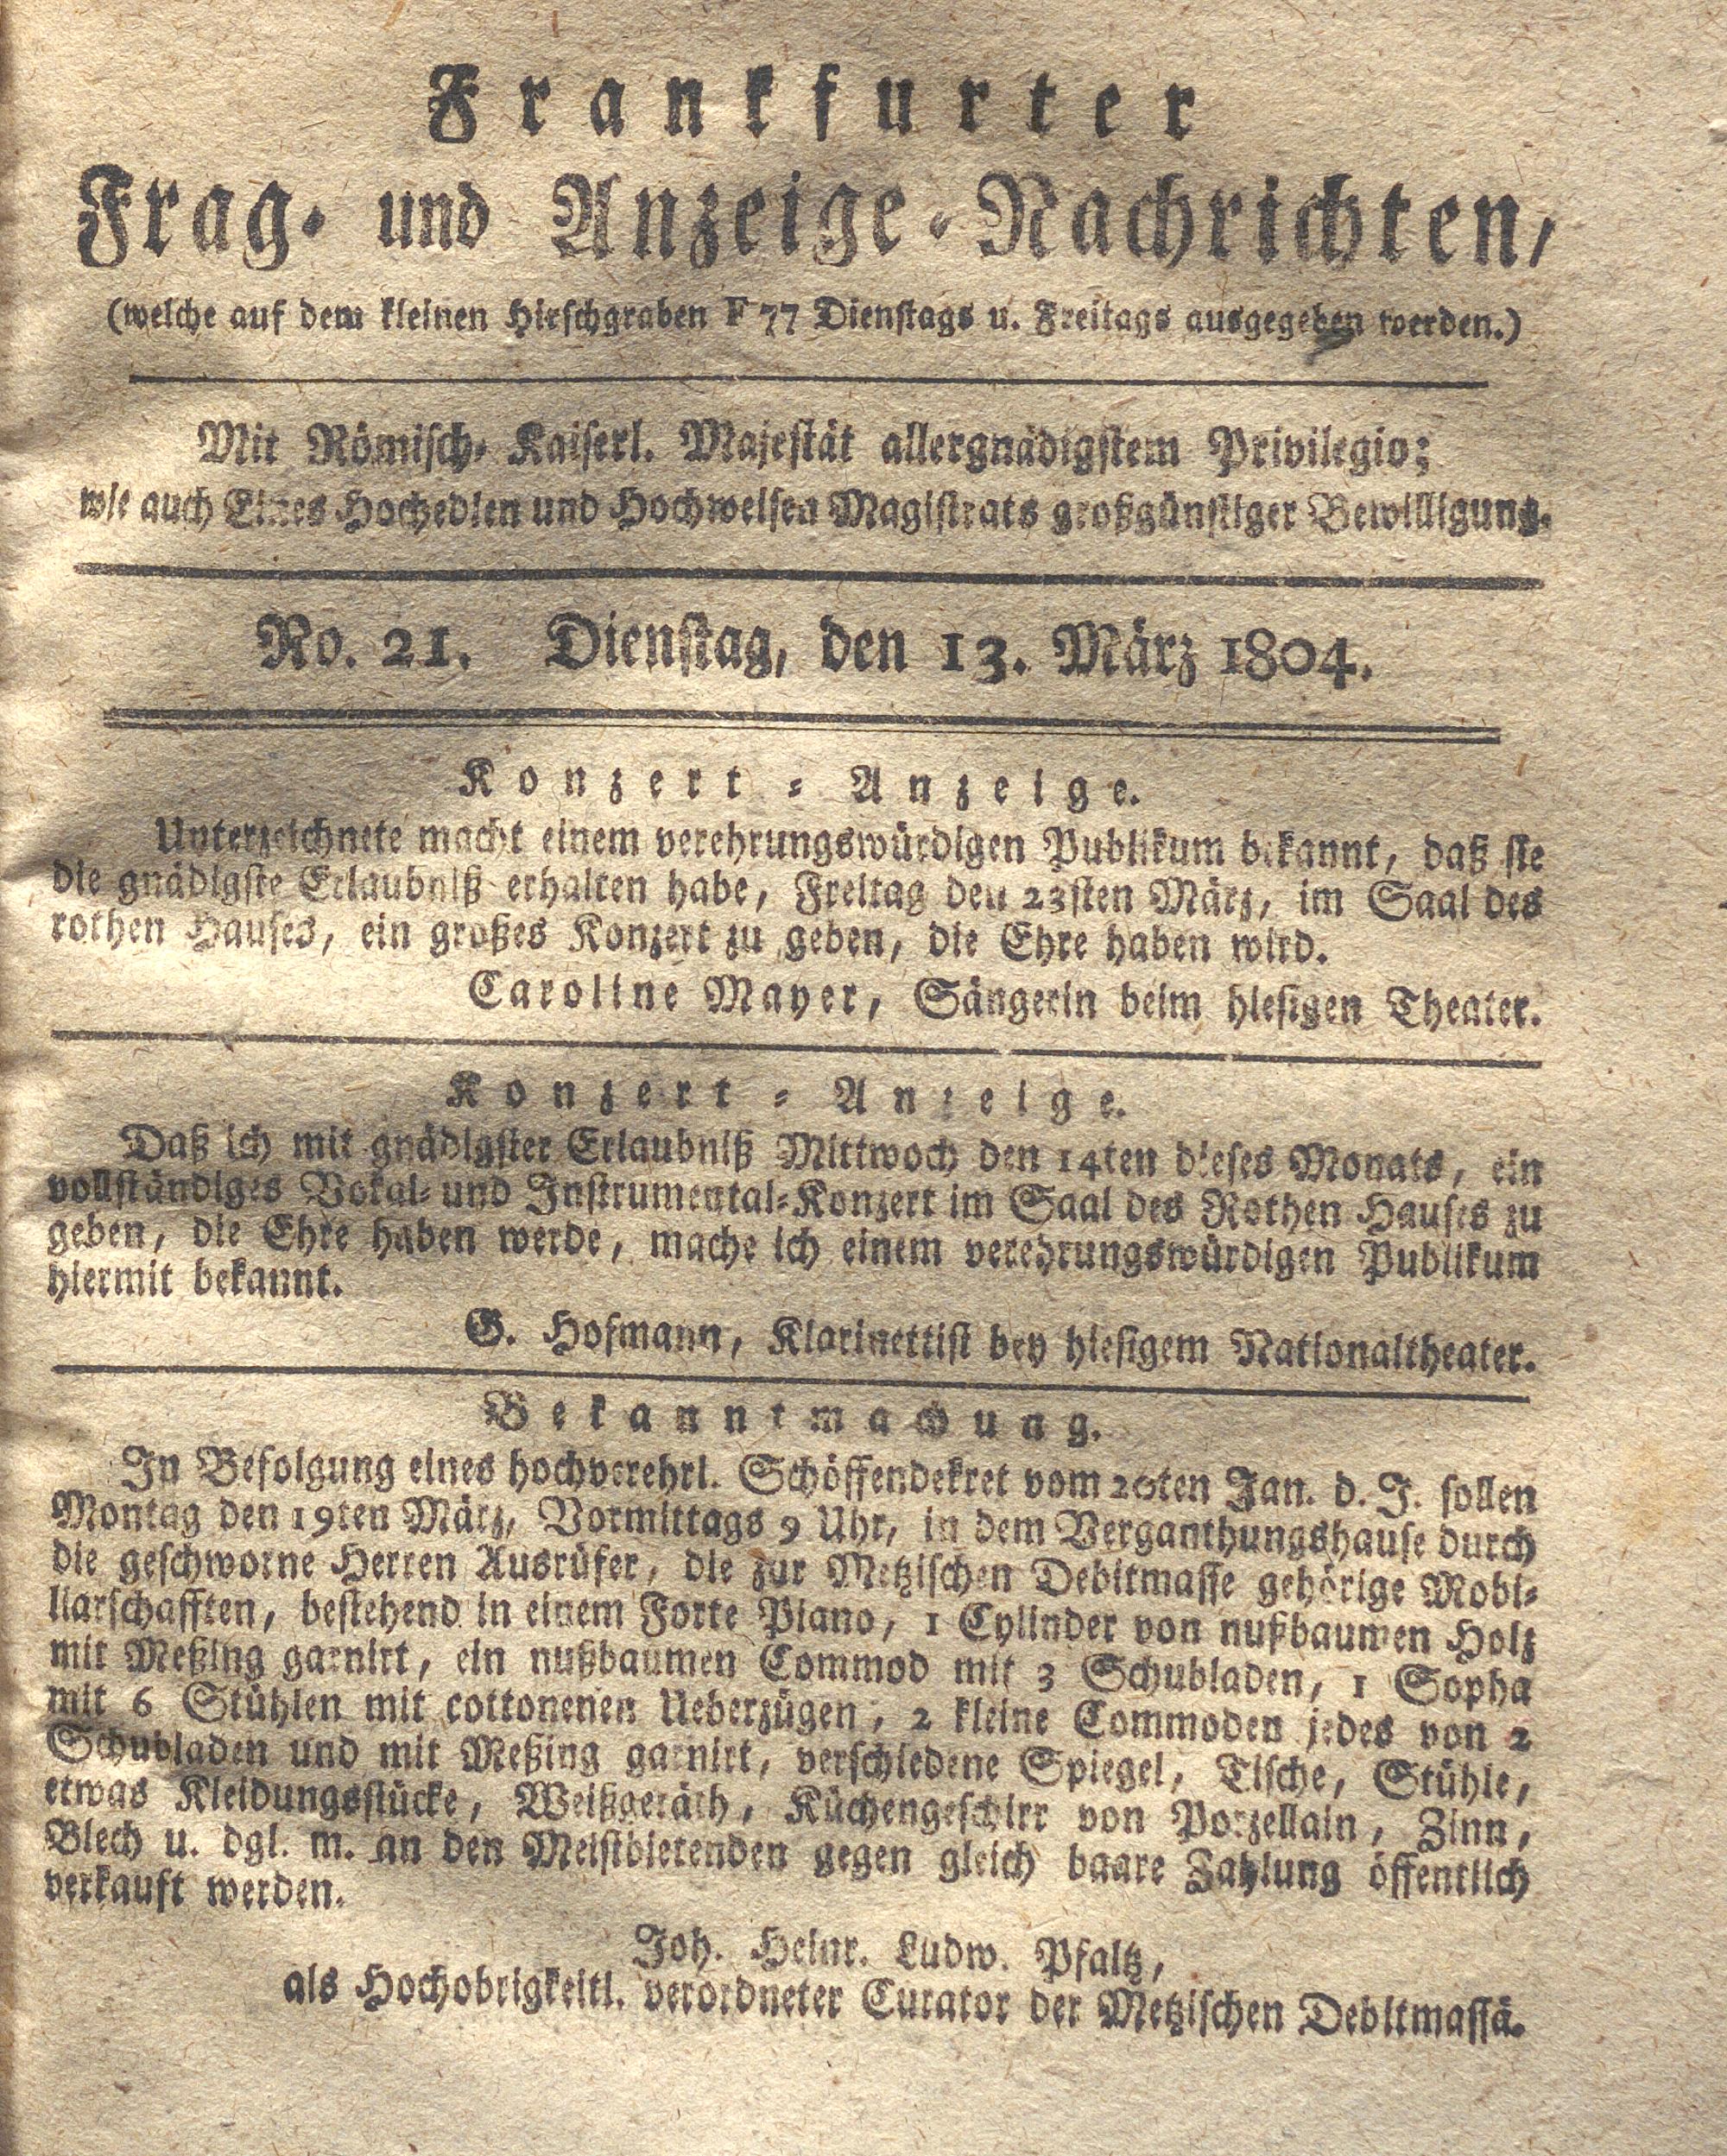 Frankfurter
Frag- und Anzeige-Nachrichten,
(welche auf dem kleinen Hirschgraben F 77 Dienstags u. Freitags ausgegeben werden.)
Mit Römisch-Kaiserl. Majestät allergnädigstem Privilegio;
wie auch Eines Hochedlen und Hochweisen Magistrats großgünstiger Bewilligung.
No. 21. Dienstag, den 13. März 1804.
Konzert-Anzeige.
Unterzeichnete macht einem verehrungswürdigen Publikum bekannt, daß sie
die gnädigste Erlaubniß erhalten habe, Freitag den 23sten März, im Saal des
rothen Hauses, ein großes Konzert zu geben, die Ehre haben wird.
Caroline Mayer, Sängerin beim hiesigen Theater.
Konzert-Anzeige.
Daß ich mit gnädigster Erlaubniß Mittwoch den 14ten dieses Monats, ein
vollständiges Vokal- und Instrumental-Konzert im Saal des Rothen Hauses zu
geben, die Ehre haben werde, mache ich einem verehrungswürdigen Publikum
hiermit bekannt.
G. Hofmann, Klarinettist bey hiesigem Nationaltheater.
Bekanntmachung.
In Befolgung eines hochverehrl. Schöffendekret vom 20ten Jan. d. J. sollen
Montag den 19ten März, Vormittags 9 Uhr, in dem Verganthungshause durch
die geschworne Herren Ausrüfer, die zur Metzischen Debitmasse gehörige Mobi-
liarschafften, bestehend in einem Forte Piano, 1 Cylinder von nußbaumen Holz
mit Meßing garnirt, ein nußbaumen Commod mit 3 Schubladen, 1 Sopha
mit 6 Stühlen mit cottonenen Ueberzügen, 2 kleine Commoden jedes von 2
Schubladen und mit Meßing garnirt, verschiedene Spiegel, Tische, Stühle,
etwas Kleidungsstücke, Weißgeräth, Küchengeschirr von Porzellain, Zinn,
Blech u. dgl. m. an den Meistbietenden gegen gleich baare Zahlung öffentlich
verkauft werden.
Joh. Heinr. Ludw. Pfaltz,
als Hochobrigkeitl. verordneter Curator der Metzischen Debitmassä.